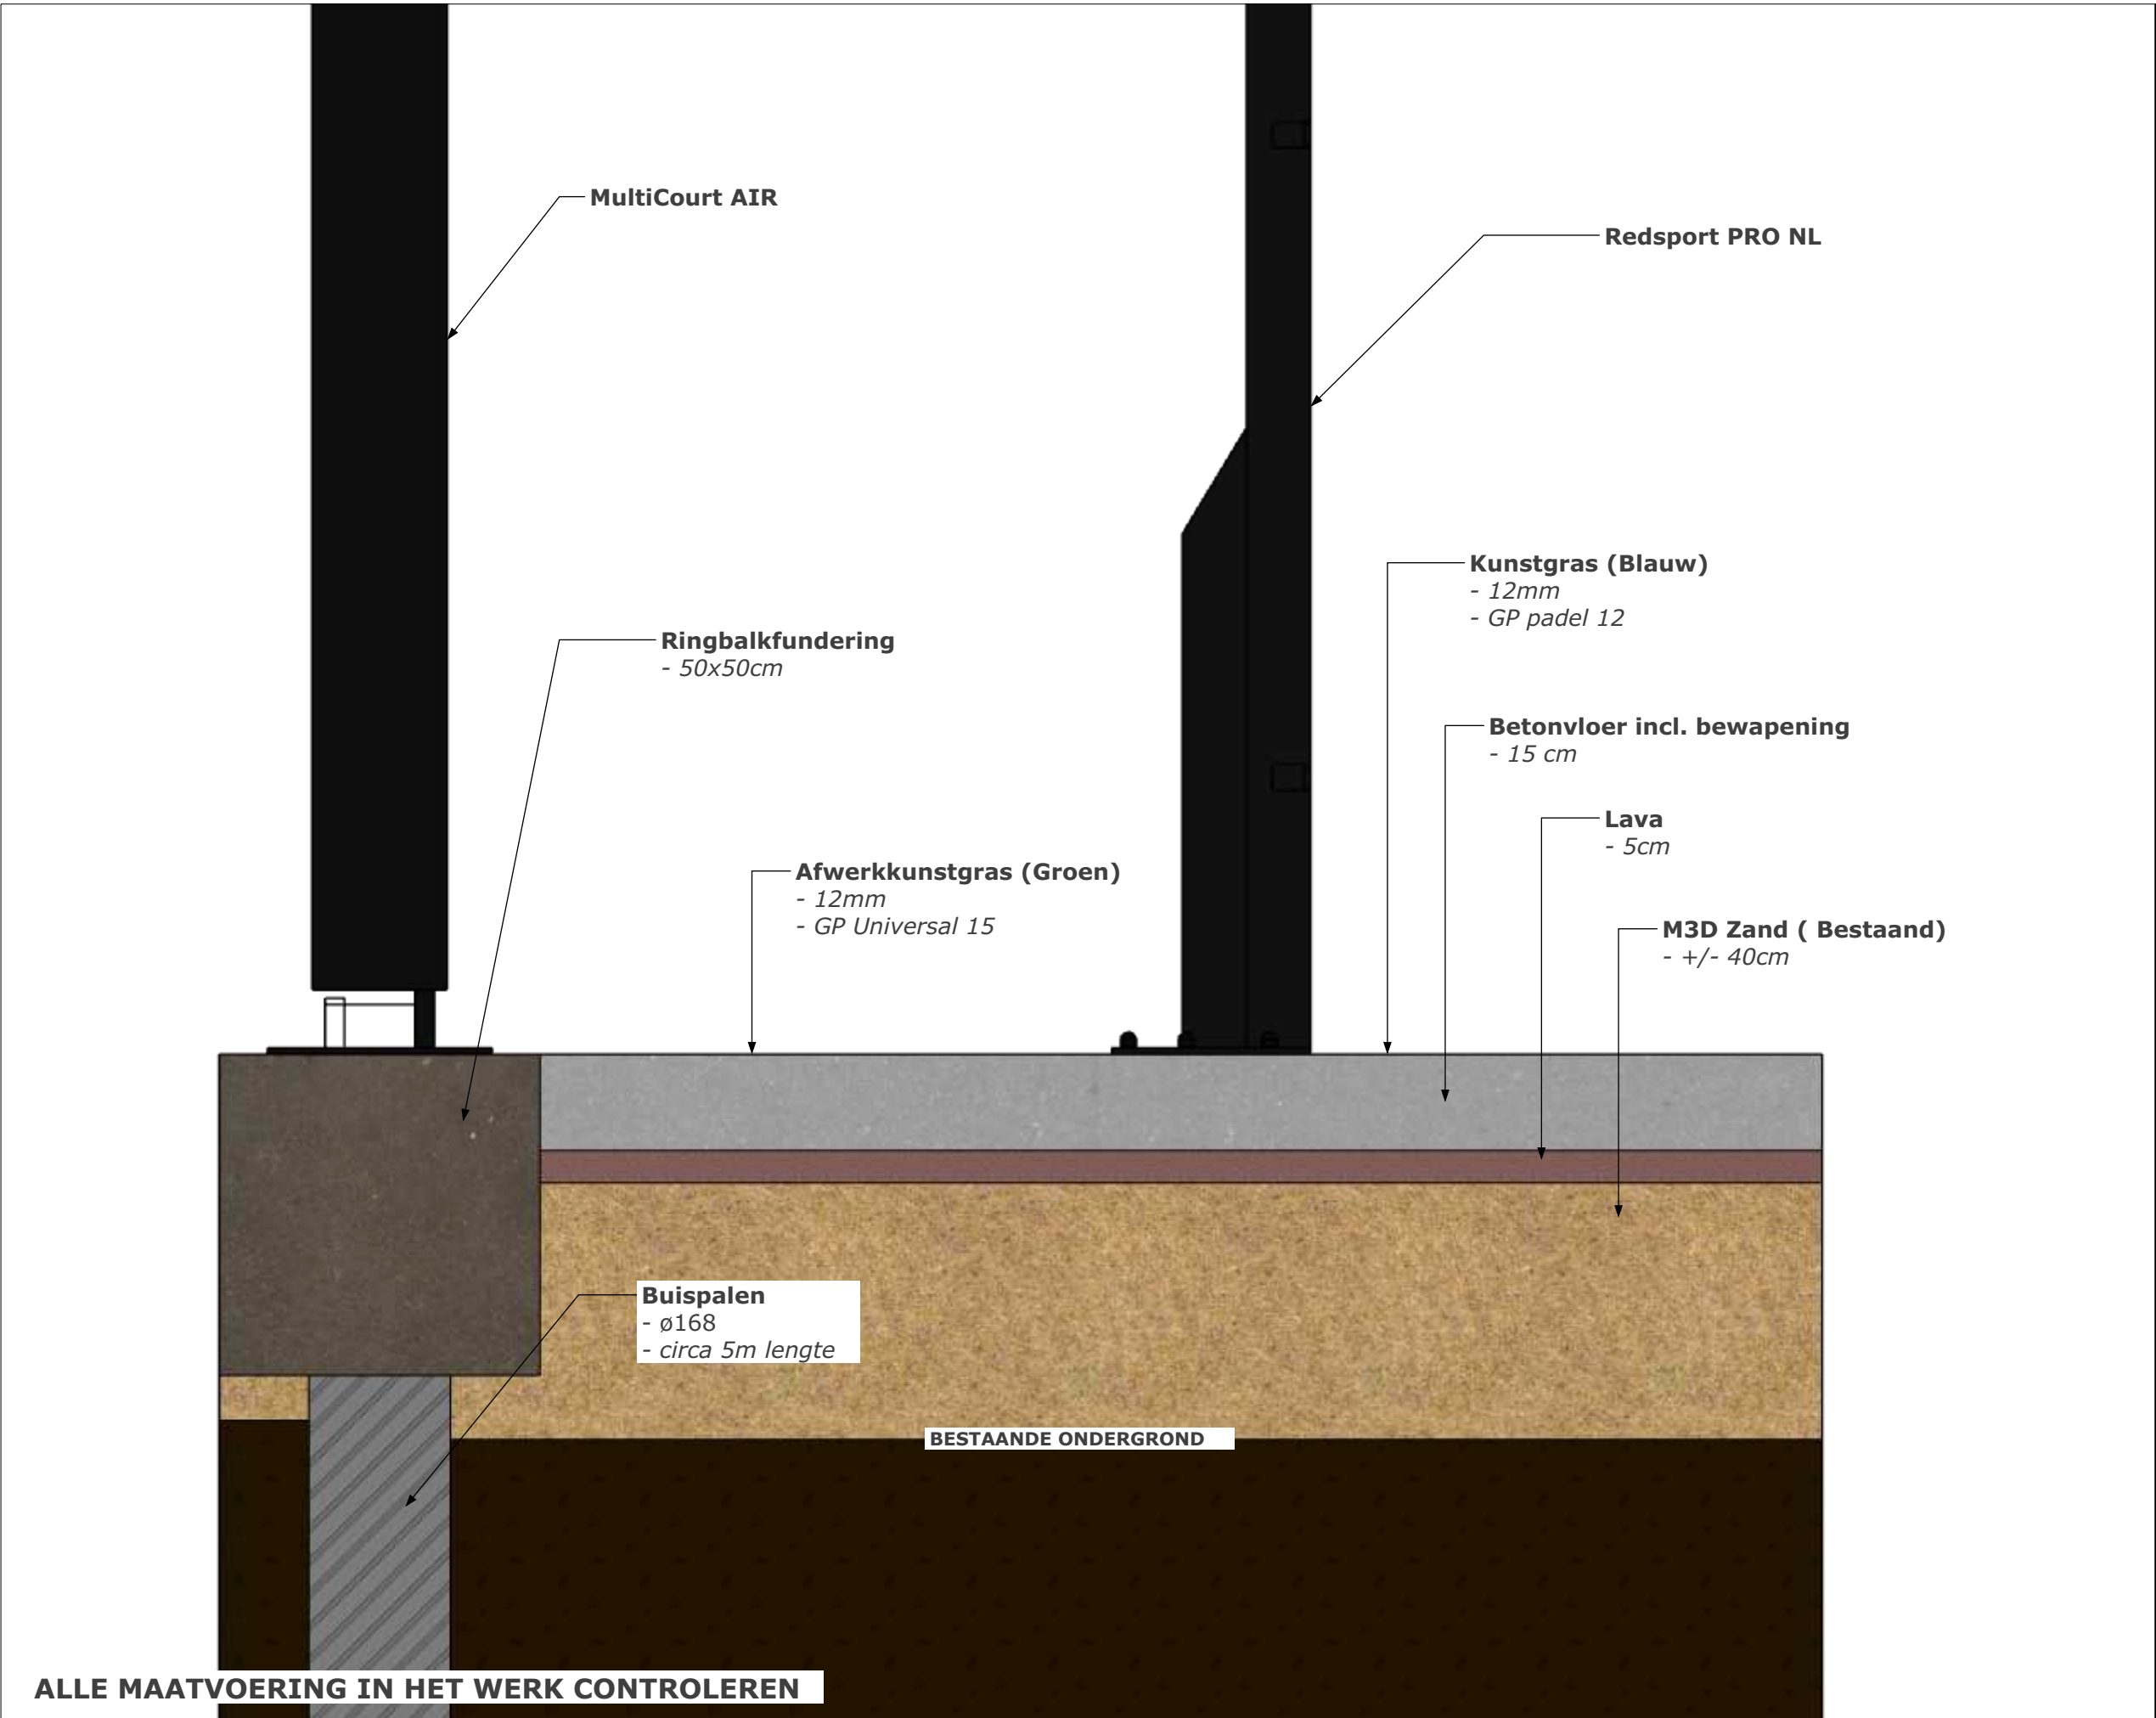 MultiCourt AIR
Redsport PRO NL
Kunstgras (Blauw)
- 12mm
- GP padel 12
Ringbalkfundering
- 50x50cm
Betonvloer incl. bewapening
- 15 cm
Lava
- 5cm
Afwerkkunstgras (Groen)
- 12mm
- GP Universal 15
M3D Zand ( Bestaand)
- +/- 40cm
Buispalen
- ø168
- circa 5m lengte
BESTAANDE ONDERGROND
ALLE MAATVOERING IN HET WERK CONTROLEREN